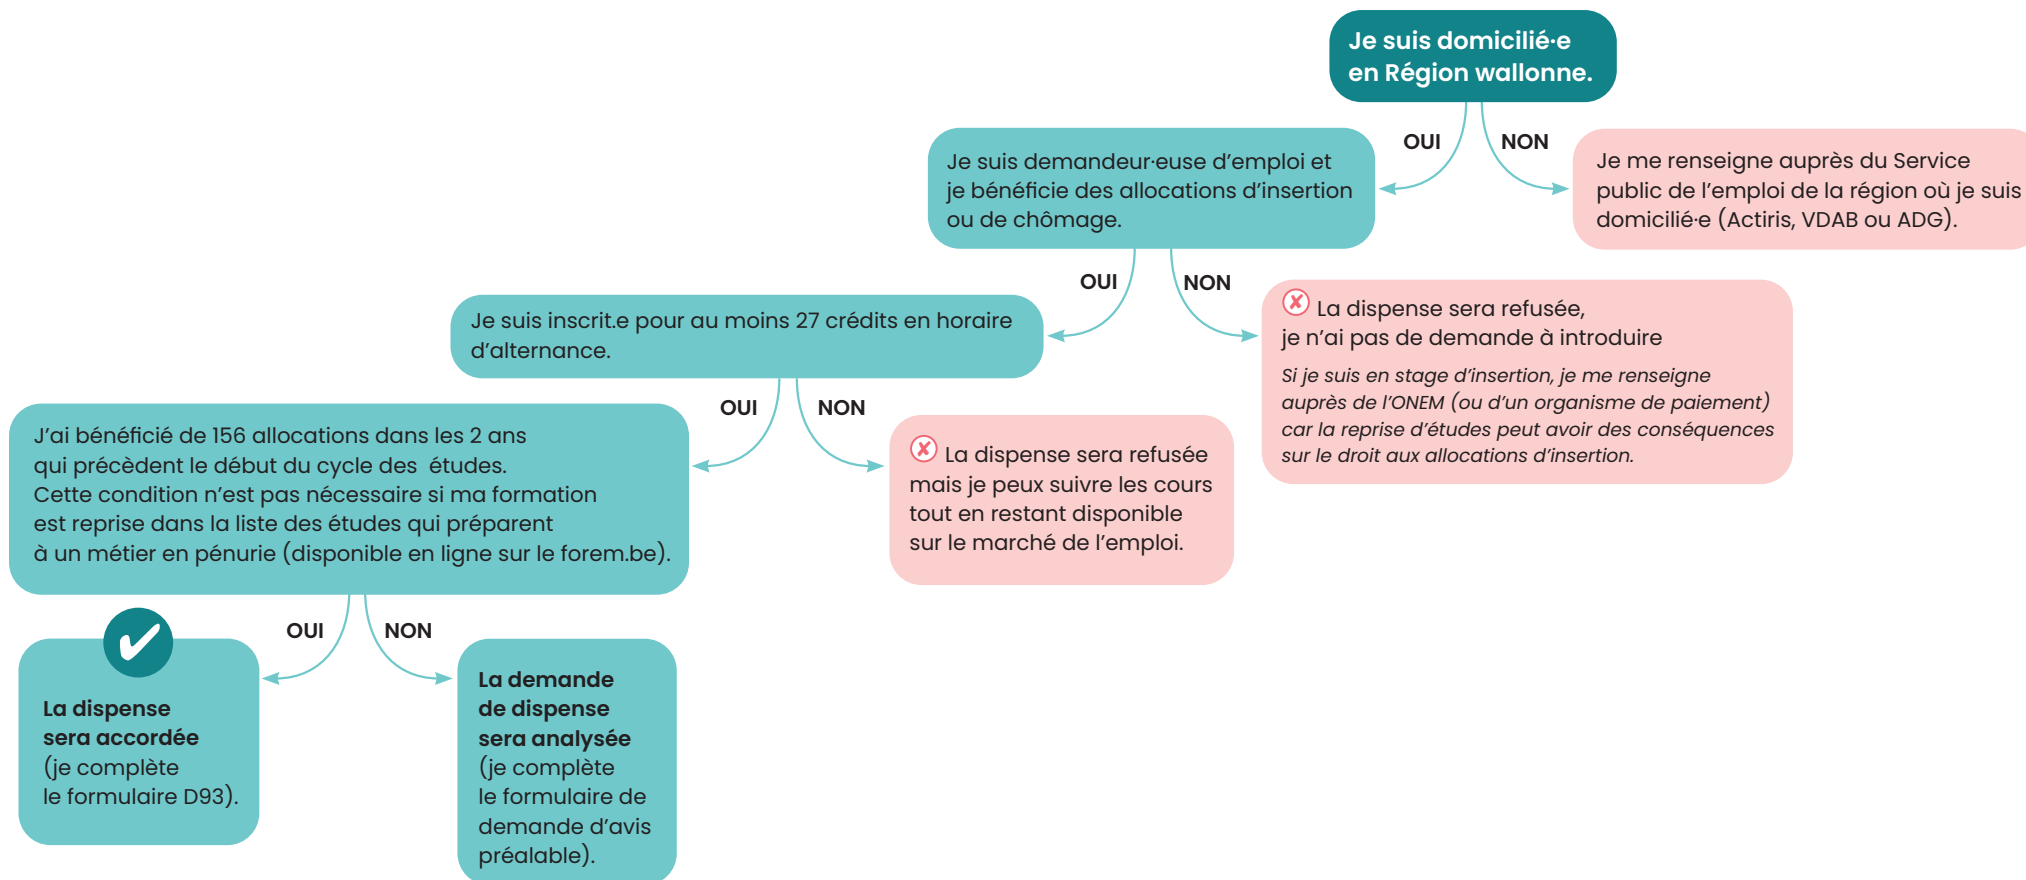 Je suis domicilié·e
en Région wallonne.
OUI
NON
Je suis demandeur·euse d’emploi et
je bénéficie des allocations d’insertion
ou de chômage.
Je me renseigne auprès du Service
public de l’emploi de la région où je suis
domicilié·e (Actiris, VDAB ou ADG).
OUI
NON
Je suis inscrit.e pour au moins 27 crédits en horaire
d’alternance.
La dispense sera refusée,
je n’ai pas de demande à introduire
Si je suis en stage d’insertion, je me renseigne
auprès de l’ONEM (ou d’un organisme de paiement)
car la reprise d’études peut avoir des conséquences
sur le droit aux allocations d’insertion.
OUI
NON
J’ai bénéficié de 156 allocations dans les 2 ans
qui précèdent le début du cycle des études.
Cette condition n’est pas nécessaire si ma formation
est reprise dans la liste des études qui préparent
à un métier en pénurie (disponible en ligne sur le forem.be).
La dispense sera refusée
mais je peux suivre les cours
tout en restant disponible
sur le marché de l’emploi.
OUI
NON
La dispense
sera accordée
(je complète
le formulaire D93).
La demande
de dispense
sera analysée
(je complète
le formulaire de
demande d’avis
préalable).